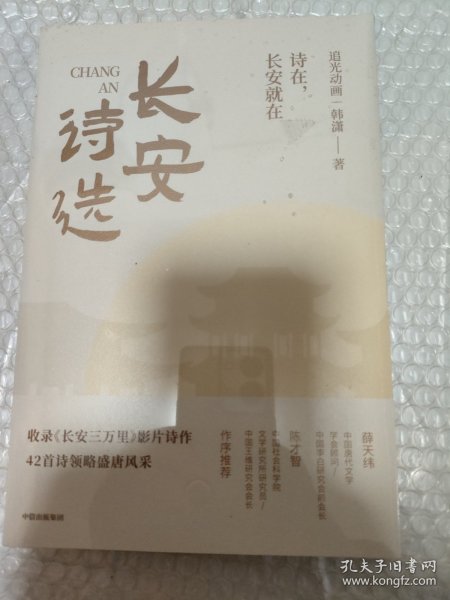 长安
诗选
CHANG
AN
诗在，
长安就在
追光动画｜韩潇——著
收录《长安三万里》影片诗作
42首诗领略盛唐风采
薛天纬
中国唐代文学
学会顾问/
中国李白研究会前会长
陈才智
中国社会科学院
文学研究所研究员/
中国王维研究会会长
作序推荐
中信出版集团
孔夫子旧书网
www.kongfz.com